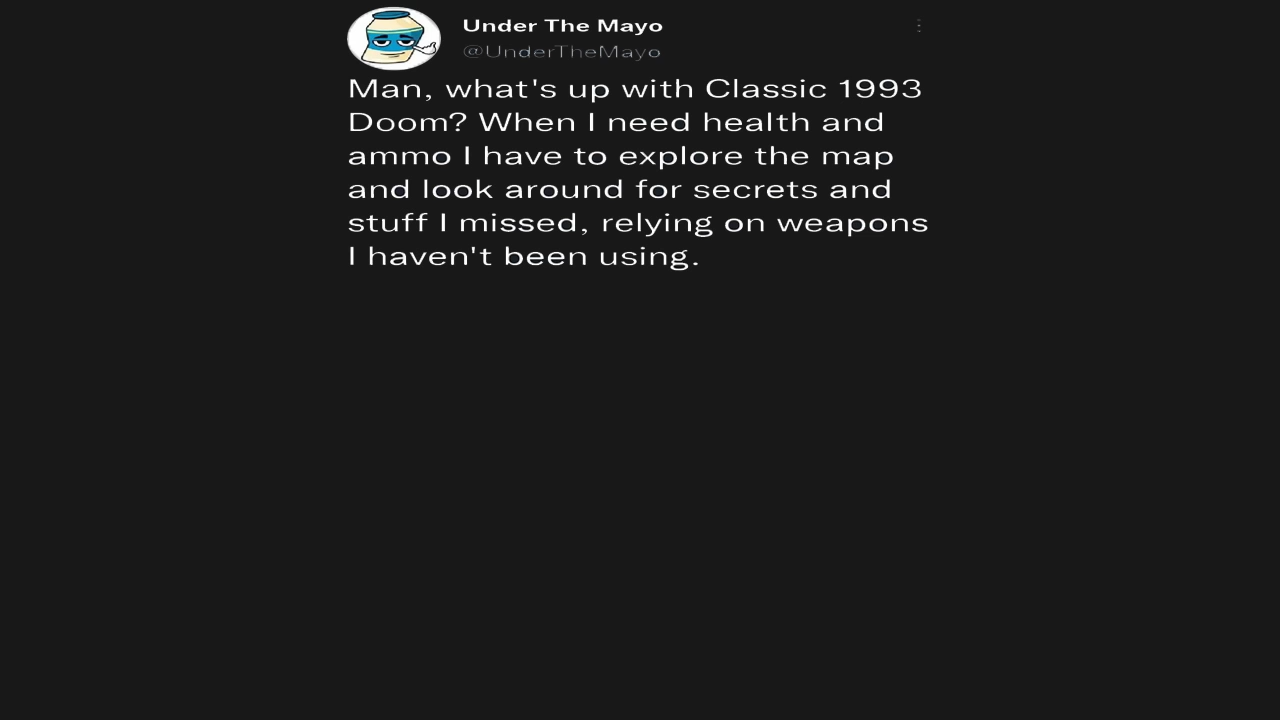 Under The Mayo
@UnderTheMayo
Man, what's up with Classic 1993
Doom? When I need health and
ammo I have to explore the map
and look around for secrets and
stuff I missed, relying on weapons
I haven't been using.